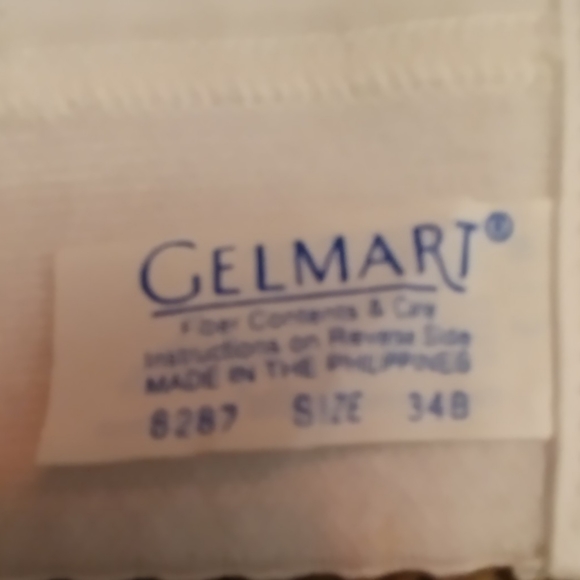 GELMART®
Fiber Contents & Care
Instructions on Reverse Side
MADE IN THE PHILIPPINES
8287 SIZE 34B